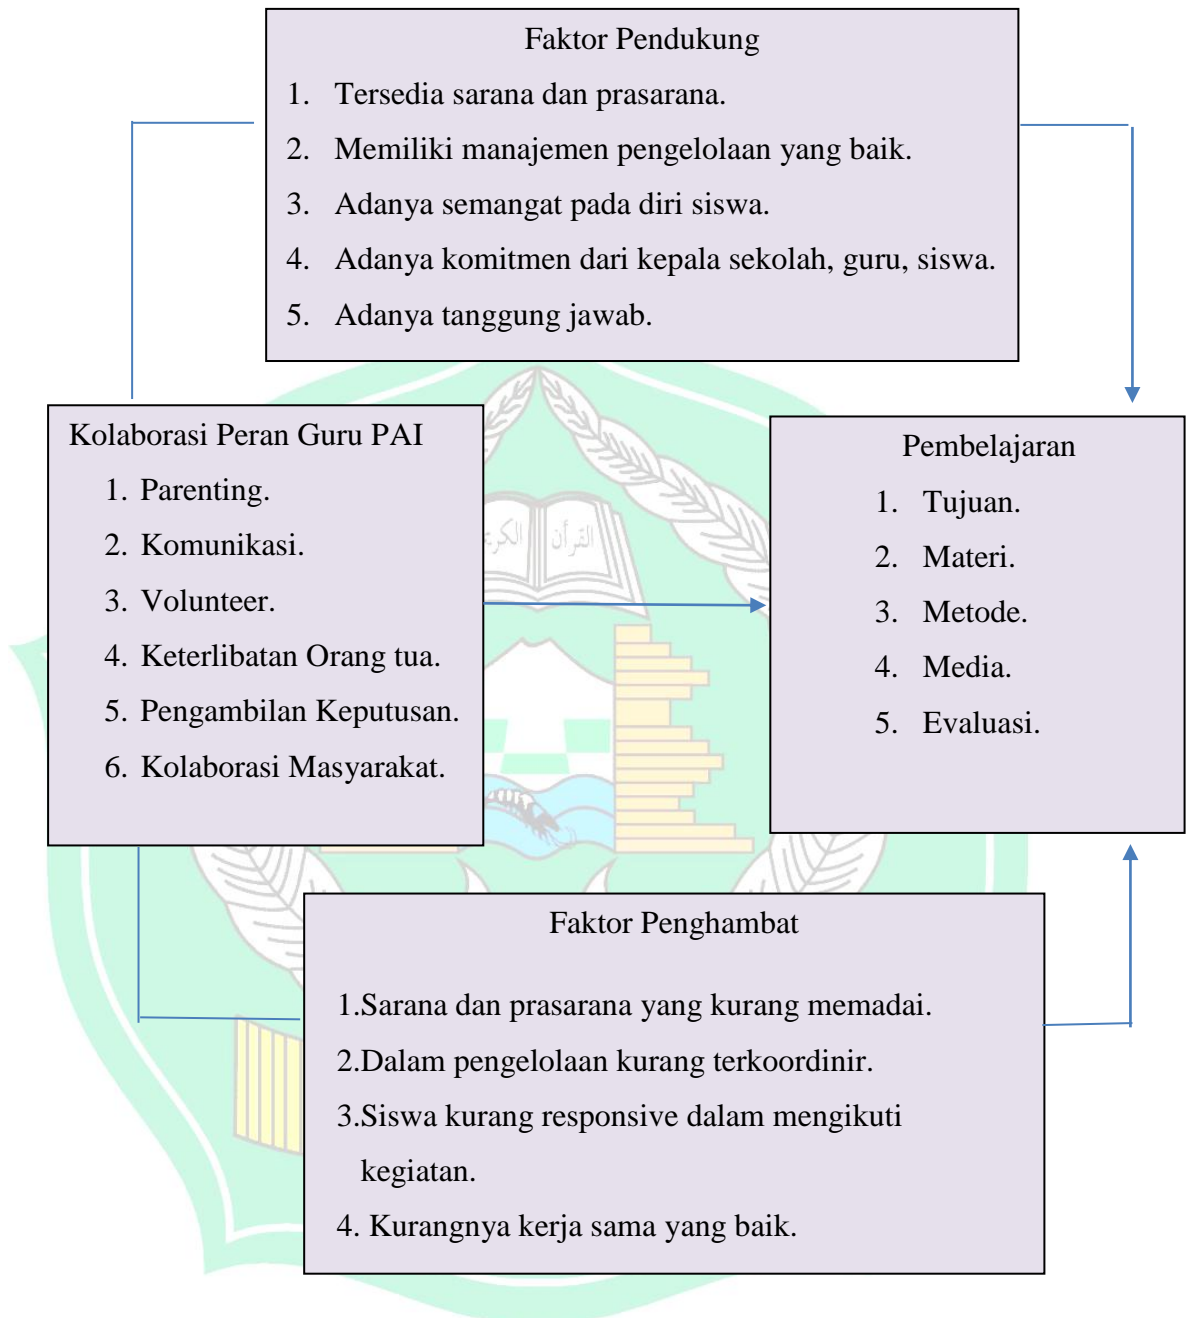 Faktor Pendukung
1. Tersedia sarana dan prasarana.
2. Memiliki manajemen pengelolaan yang baik.
3. Adanya semangat pada diri siswa.
4. Adanya komitmen dari kepala sekolah, guru, siswa.
5. Adanya tanggung jawab.
Kolaborasi Peran Guru PAI
1. Parenting.
2. Komunikasi.
3. Volunteer.
4. Keterlibatan Orang tua.
5. Pengambilan Keputusan.
6. Kolaborasi Masyarakat.
القرأن الكريم
Pembelajaran
1. Tujuan.
2. Materi.
3. Metode.
4. Media.
5. Evaluasi.
Faktor Penghambat
1.Sarana dan prasarana yang kurang memadai.
2.Dalam pengelolaan kurang terkoordinir.
3.Siswa kurang responsive dalam mengikuti
kegiatan.
4. Kurangnya kerja sama yang baik.